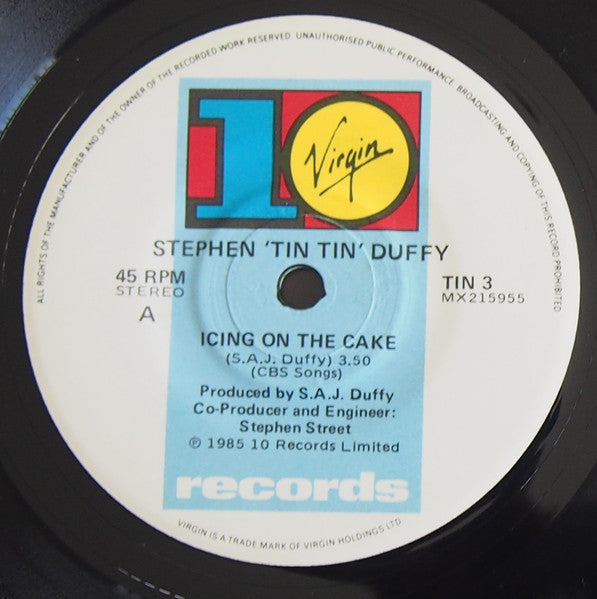 ALL RIGHTS OF THE MANUFACTURER AND OF THE OWNER OF THE RECORDED WORK RESERVED UNAUTHORISED PUBLIC PERFORMANCE BROADCASTING AND COPYING OF THIS RECORD PROHIBITED
10
Virgin
STEPHEN 'TIN TIN' DUFFY
45 RPM
STEREO
A
TIN 3
MX215955
ICING ON THE CAKE
(S.A.J. Duffy) 3.50
(CBS Songs)
Produced by S.A.J. Duffy
Co-Producer and Engineer:
Stephen Street
℗ 1985 10 Records Limited
records
VIRGIN IS A TRADE MARK OF VIRGIN HOLDINGS LTD